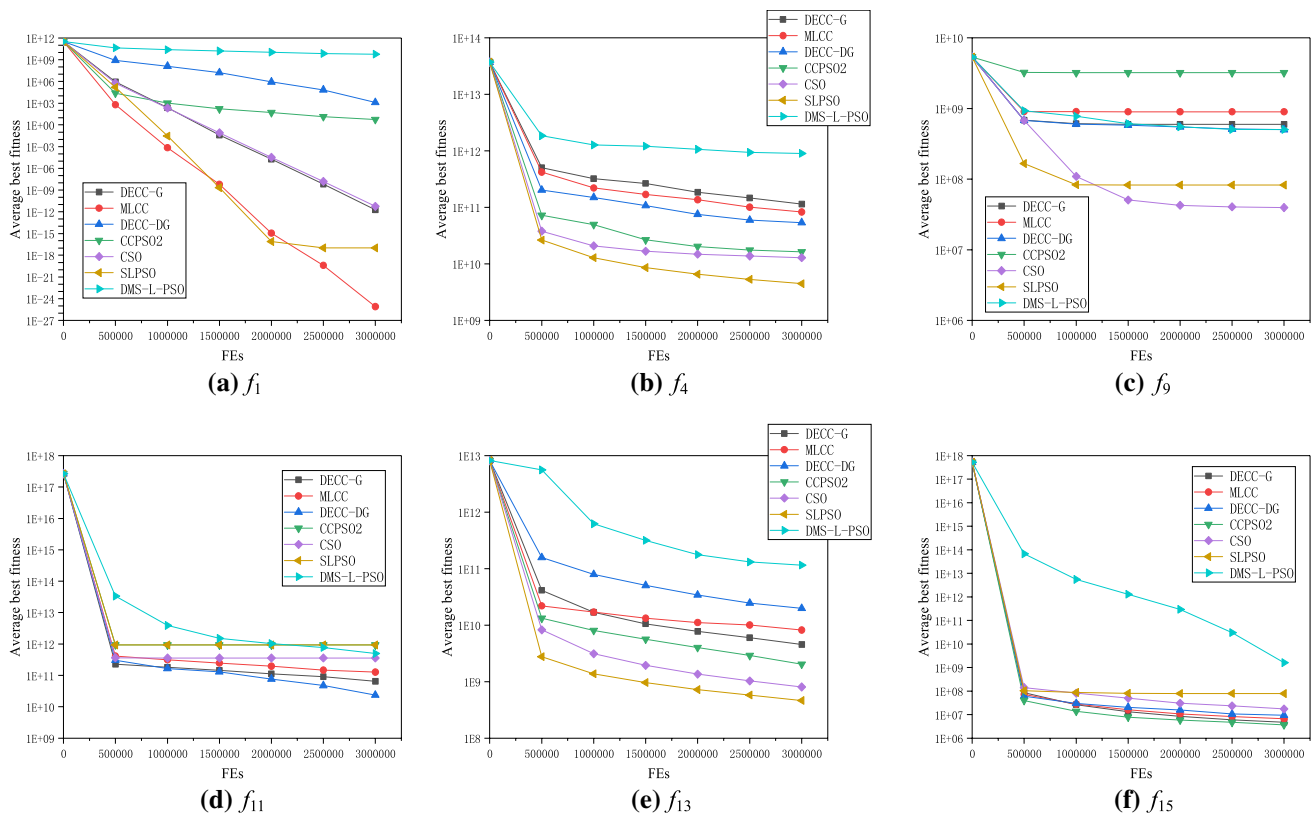 1E+12
1E+09
1E+06
1E+03
1E+00
1E-03
1E-06
1E-09
1E-12
1E-15
1E-18
1E-21
1E-24
1E-27
Average best fitness
DECC-G
MLCC
DECC-DG
CCPSO2
CSO
SLPSO
DMS-L-PSO
0 500000 1000000 1500000 2000000 2500000 3000000
FEs
(a) f1
1E+14
1E+13
1E+12
1E+11
1E+10
1E+09
Average best fitness
DECC-G
MLCC
DECC-DG
CCPSO2
CSO
SLPSO
DMS-L-PSO
0 500000 1000000 1500000 2000000 2500000 3000000
FEs
(b) f4
1E+10
1E+09
1E+08
1E+07
1E+06
Average best fitness
DECC-G
MLCC
DECC-DG
CCPSO2
CSO
SLPSO
DMS-L-PSO
0 500000 1000000 1500000 2000000 2500000 3000000
FEs
(c) f9
1E+18
1E+17
1E+16
1E+15
1E+14
1E+13
1E+12
1E+11
1E+10
1E+09
Average best fitness
DECC-G
MLCC
DECC-DG
CCPSO2
CSO
SLPSO
DMS-L-PSO
0 500000 1000000 1500000 2000000 2500000 3000000
FEs
(d) f11
1E+13
1E+12
1E+11
1E+10
1E+9
1E+8
Average best fitness
DECC-G
MLCC
DECC-DG
CCPSO2
CSO
SLPSO
DMS-L-PSO
0 500000 1000000 1500000 2000000 2500000 3000000
FEs
(e) f13
1E+18
1E+17
1E+16
1E+15
1E+14
1E+13
1E+12
1E+11
1E+10
1E+09
1E+08
1E+07
1E+06
Average best fitness
DECC-G
MLCC
DECC-DG
CCPSO2
CSO
SLPSO
DMS-L-PSO
0 500000 1000000 1500000 2000000 2500000 3000000
FEs
(f) f15